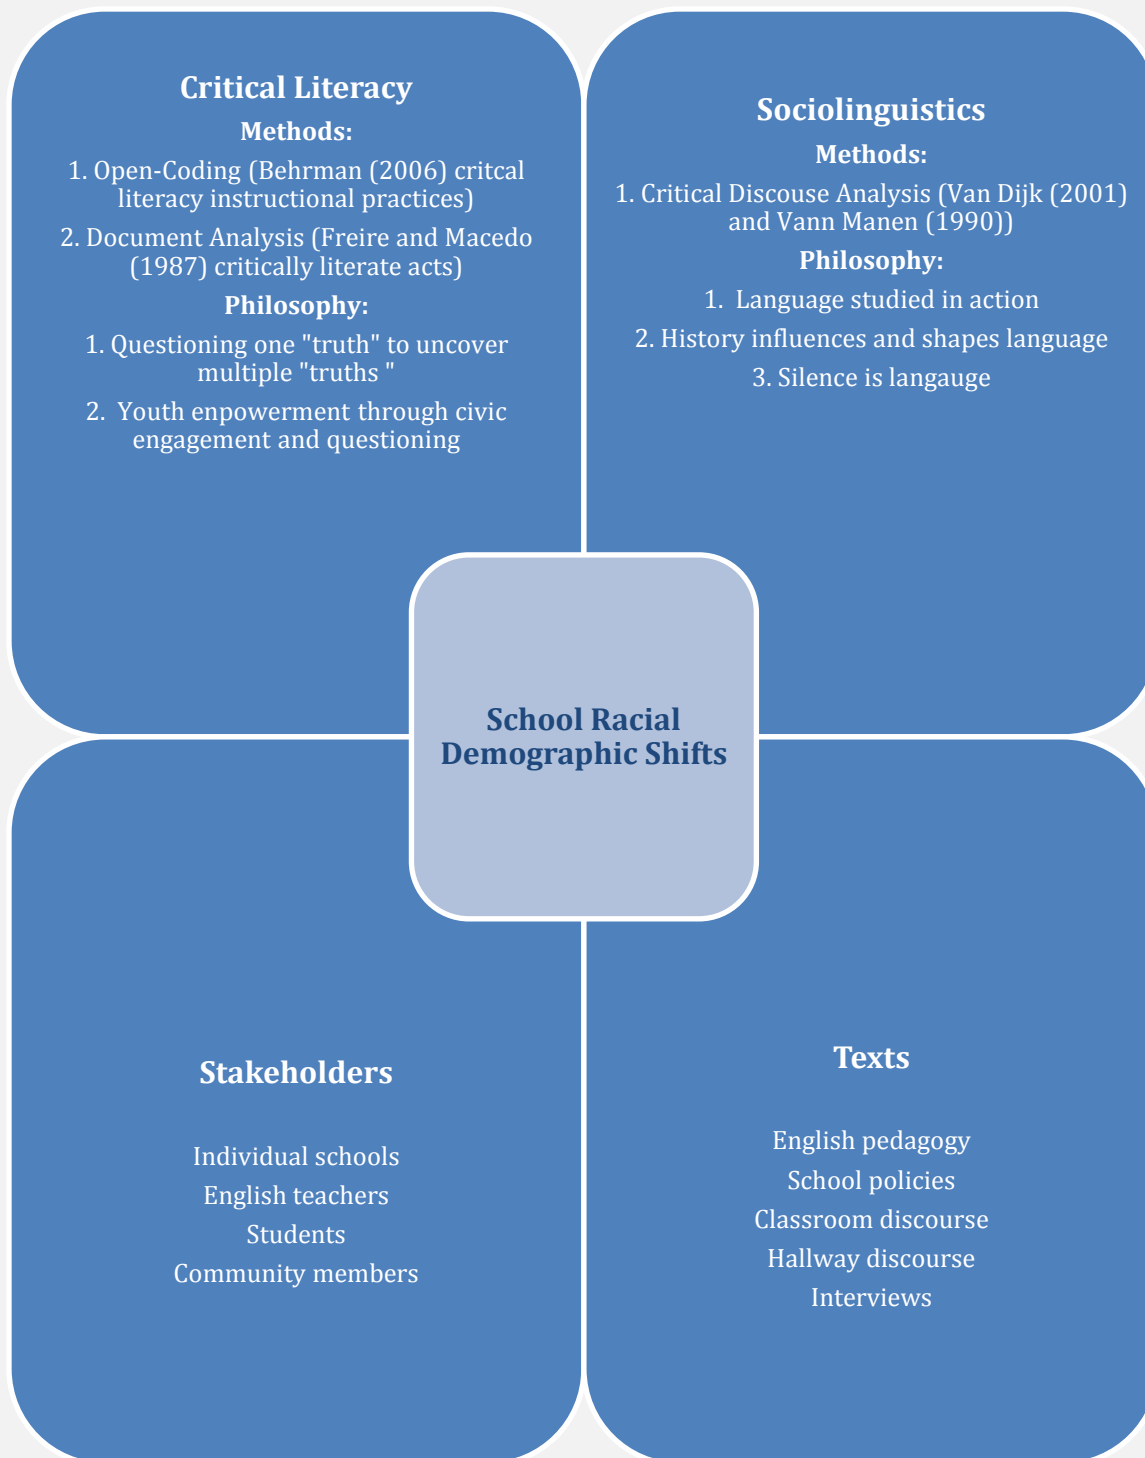 Critical Literacy
Methods:
1. Open-Coding (Behrman (2006) critcal
literacy instructional practices)
2. Document Analysis (Freire and Macedo
(1987) critically literate acts)
Philosophy:
1. Questioning one "truth" to uncover
multiple "truths "
2.  Youth enpowerment through civic
engagement and questioning
Sociolinguistics
Methods:
1. Critical Discouse Analysis (Van Dijk (2001)
and Vann Manen (1990))
Philosophy:
1.  Language studied in action
2. History influences and shapes language
3. Silence is langauge
School Racial
Demographic Shifts
Stakeholders
Individual schools
English teachers
Students
Community members
Texts
English pedagogy
School policies
Classroom discourse
Hallway discourse
Interviews